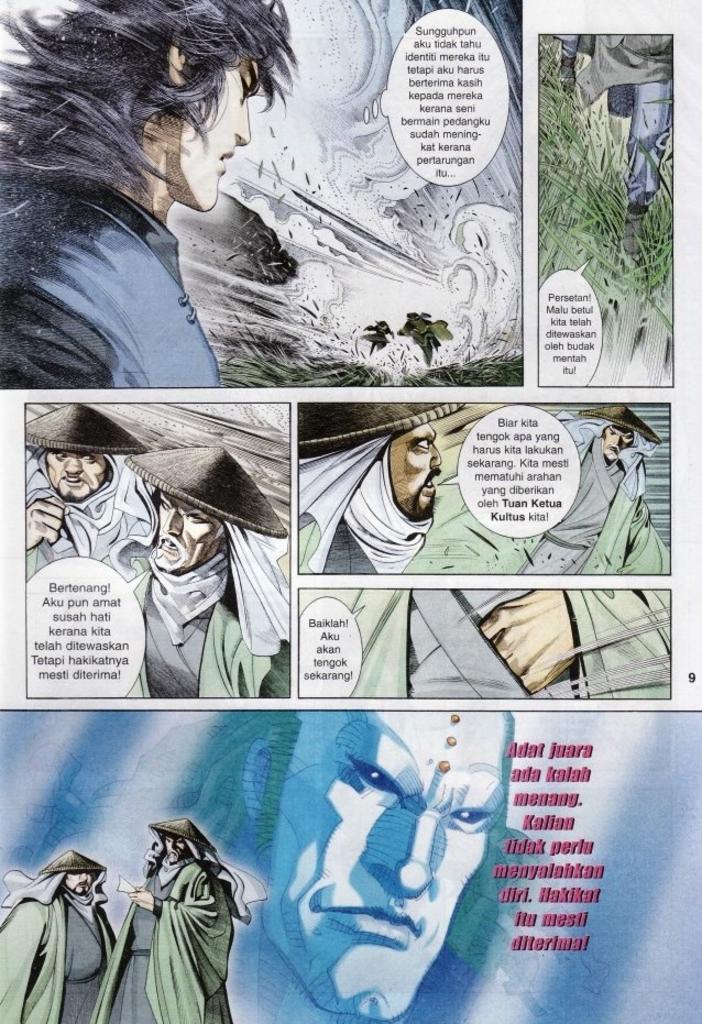 Sungguhpun
aku tidak tahu
identiti mereka itu
tetapi aku harus
berterima kasih
kepada mereka
kerana seni
bermain pedangku
sudah mening-
kat kerana
pertarungan
itu...
Persetan!
Malu betul
kita telah
ditewaskan
oleh budak
mentah
itu!
Bertenang!
Aku pun amat
susah hati
kerana kita
telah ditewaskan
Tetapi hakikatnya
mesti diterima!
Biar kita
tengok apa yang
harus kita lakukan
sekarang. Kita mesti
mematuhi arahan
yang diberikan
oleh Tuan Ketua
Kultus kita!
Baiklah!
Aku
akan
tengok
sekarang!
9
Adat juara
ada kalah
menang.
Kalian
tidak perlu
menyalahkan
diri. Hakikat
itu mesti
diterima!